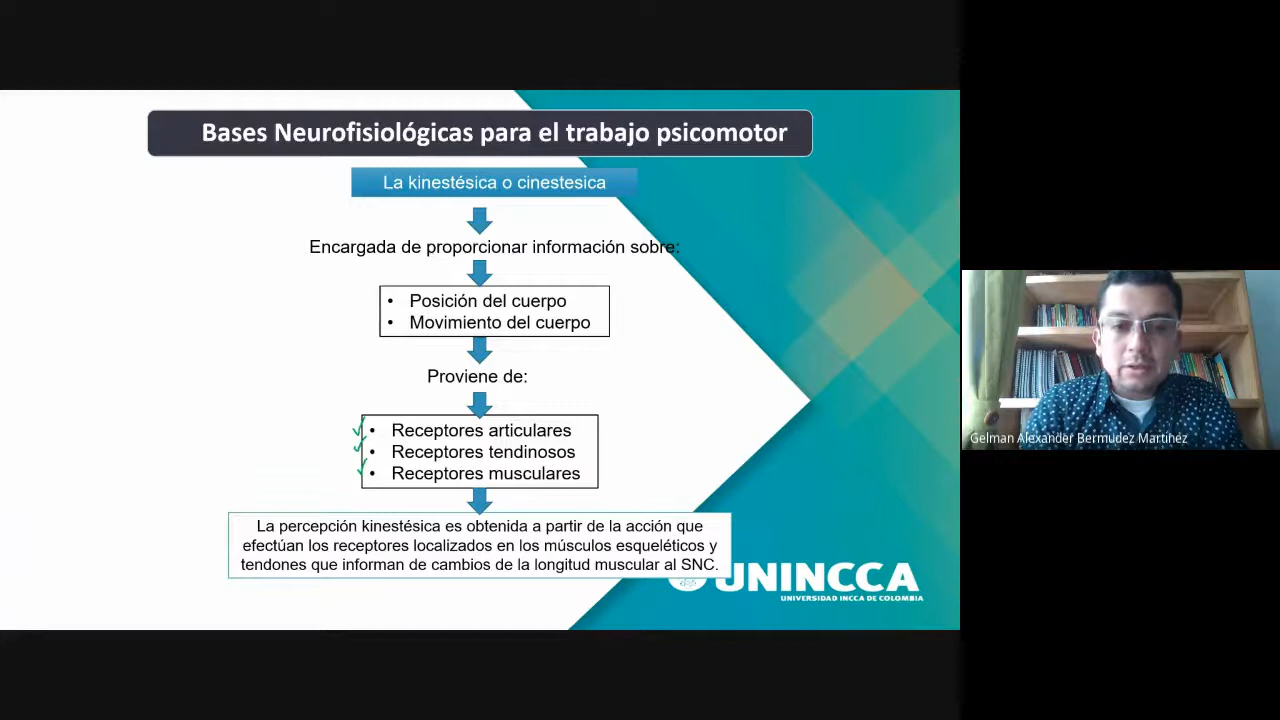 Bases Neurofisiológicas para el trabajo psicomotor
La kinestésica o cinestesica
Encargada de proporcionar información sobre:
• Posición del cuerpo
• Movimiento del cuerpo
Proviene de:
• Receptores articulares
• Receptores tendinosos
• Receptores musculares
La percepción kinestésica es obtenida a partir de la acción que
efectúan los receptores localizados en los músculos esqueléticos y
tendones que informan de cambios de la longitud muscular al SNC.
UNINCCA
UNIVERSIDAD INCCA DE COLOMBIA
Gelman Alexander Bermudez Martinez